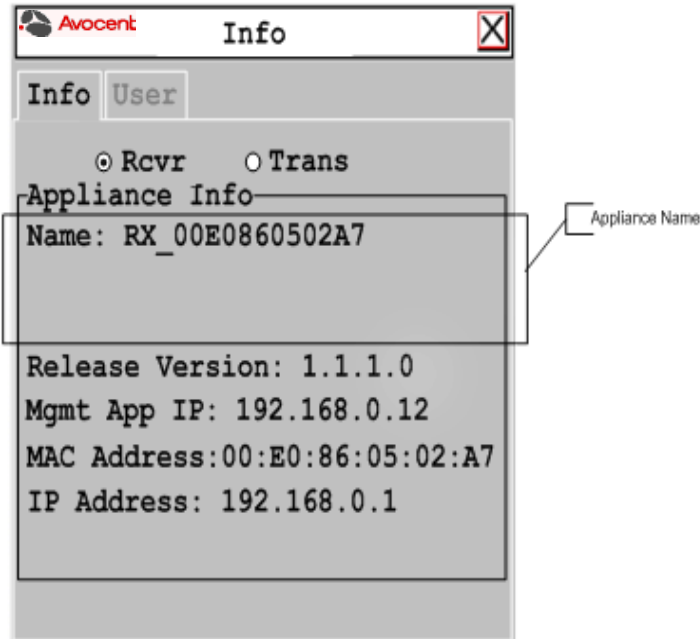 Avocent
Info
Info User
Rcvr Trans
Appliance Info
Name: RX_00E0860502A7
Appliance Name
Release Version: 1.1.1.0
Mgmt App IP: 192.168.0.12
MAC Address:00:E0:86:05:02:A7
IP Address: 192.168.0.1